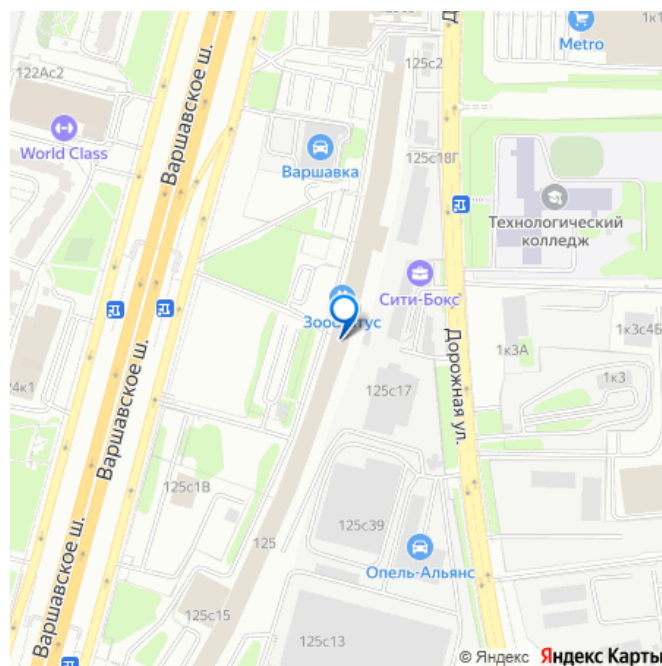 Metro
1к1
122Ас2
125с2
World Class
Варшавское ш.
Варшавка
125с18Г
Технологический
колледж
Сити-Бокс
1к3с4Б
Варшавское ш.
Дорожная ул.
1к3А
1к3
24к1
125с17
125с1В
125с39
125
Опель-Альянс
125с15
Варшавское ш.
125с13
© Яндекс Яндекс Карты